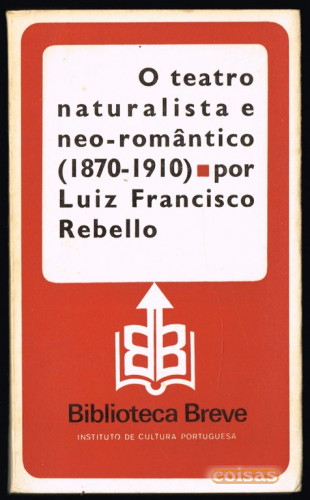 O teatro
naturalista e
neo-romântico
(1870-1910) ▪ por
Luiz Francisco
Rebello
Biblioteca Breve
INSTITUTO DE CULTURA PORTUGUESA
coisas